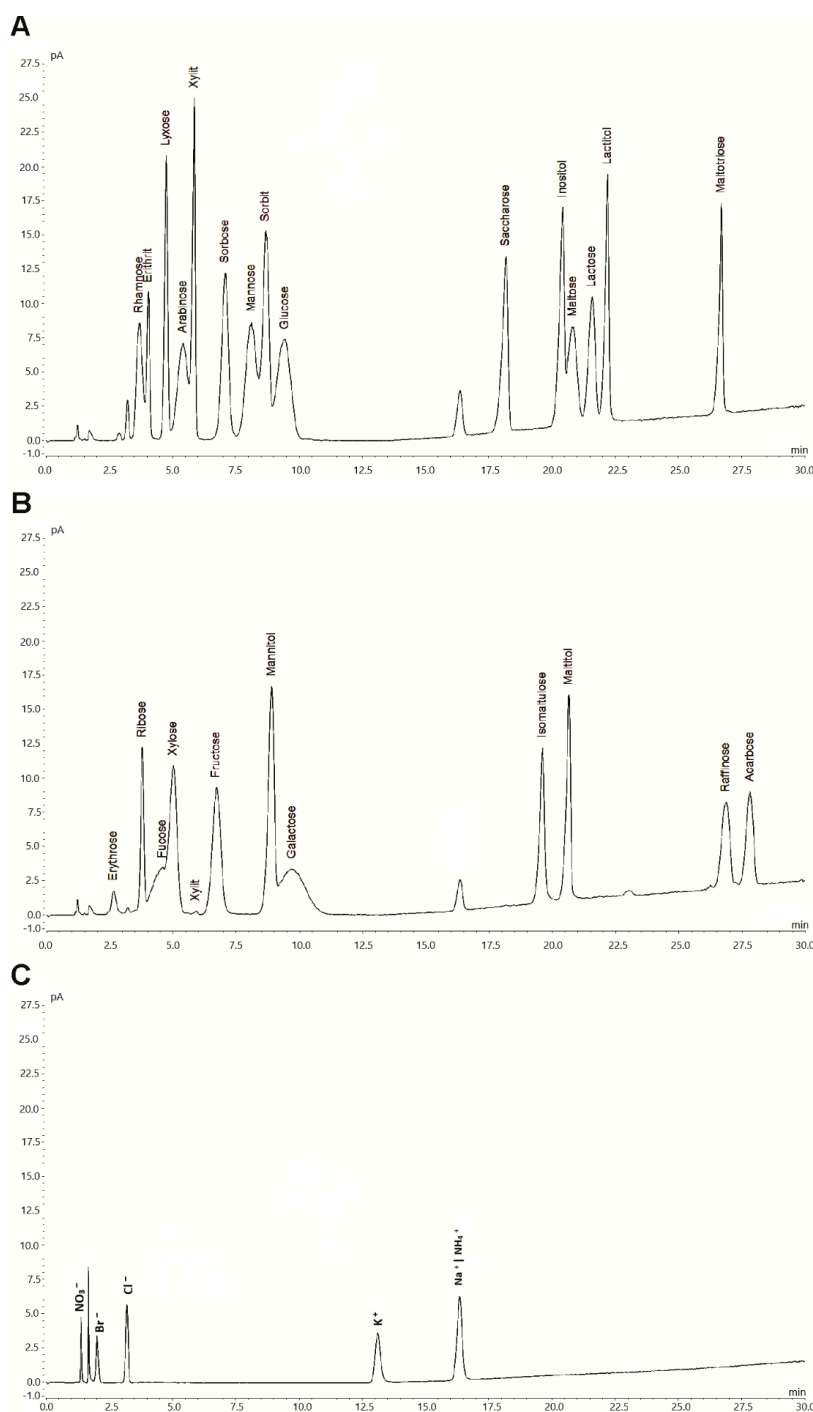 A
pA
27.5
25.0
22.5
20.0
17.5
15.0
12.5
10.0
7.5
5.0
2.5
0.0
-1.0
Rhamnose
Erithrit
Lyxose
Arabinose
Xylit
Sorbose
Mannose
Sorbit
Glucose
Saccharose
Inositol
Maltose
Lactose
Lactitol
Maltotriose
min
0.0 2.5 5.0 7.5 10.0 12.5 15.0 17.5 20.0 22.5 25.0 27.5 30.0
B
pA
27.5
25.0
22.5
20.0
17.5
15.0
12.5
10.0
7.5
5.0
2.5
0.0
-1.0
Erythrose
Ribose
Fucose
Xylose
Xylit
Fructose
Mannitol
Galactose
Isomaltulose
Maltitol
Raffinose
Acarbose
min
0.0 2.5 5.0 7.5 10.0 12.5 15.0 17.5 20.0 22.5 25.0 27.5 30.0
C
pA
27.5
25.0
22.5
20.0
17.5
15.0
12.5
10.0
7.5
5.0
2.5
0.0
-1.0
NO₃⁻
Br⁻
Cl⁻
K⁺
Na⁺ | NH₄⁺
min
0.0 2.5 5.0 7.5 10.0 12.5 15.0 17.5 20.0 22.5 25.0 27.5 30.0